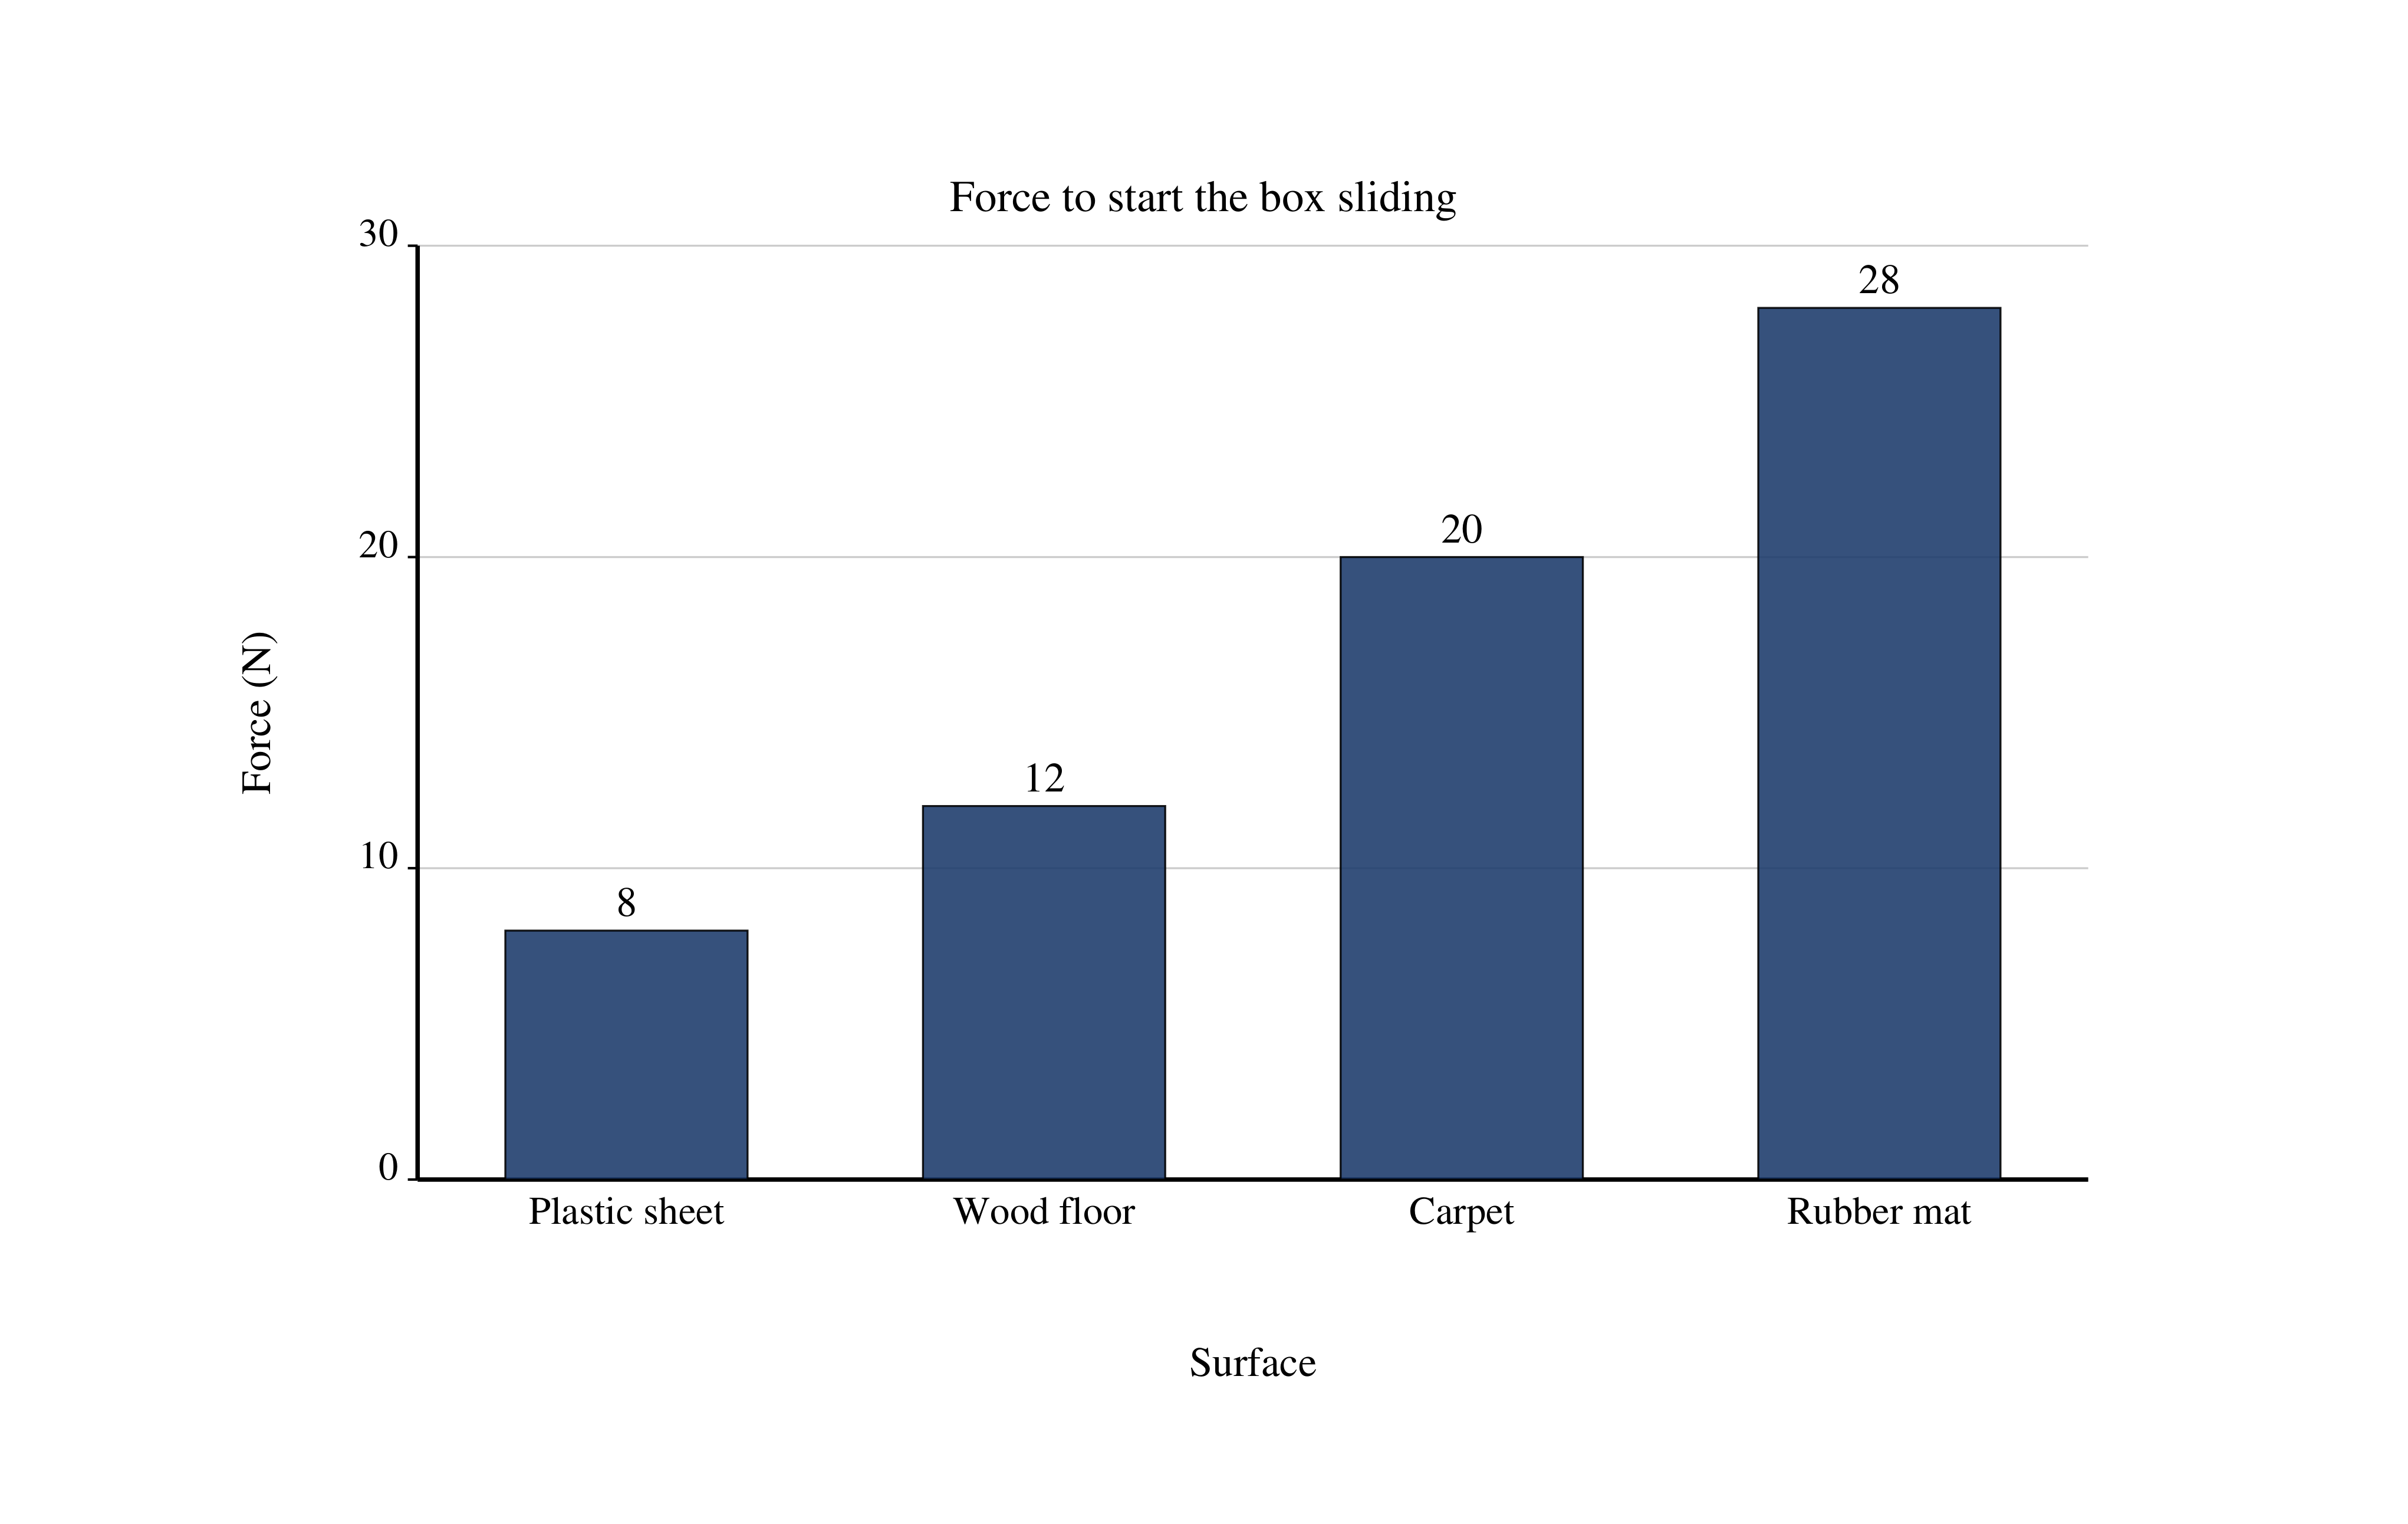 Force to start the box sliding
30
20
10
0
Force (N)
8
12
20
28
Plastic sheet
Wood floor
Carpet
Rubber mat
Surface